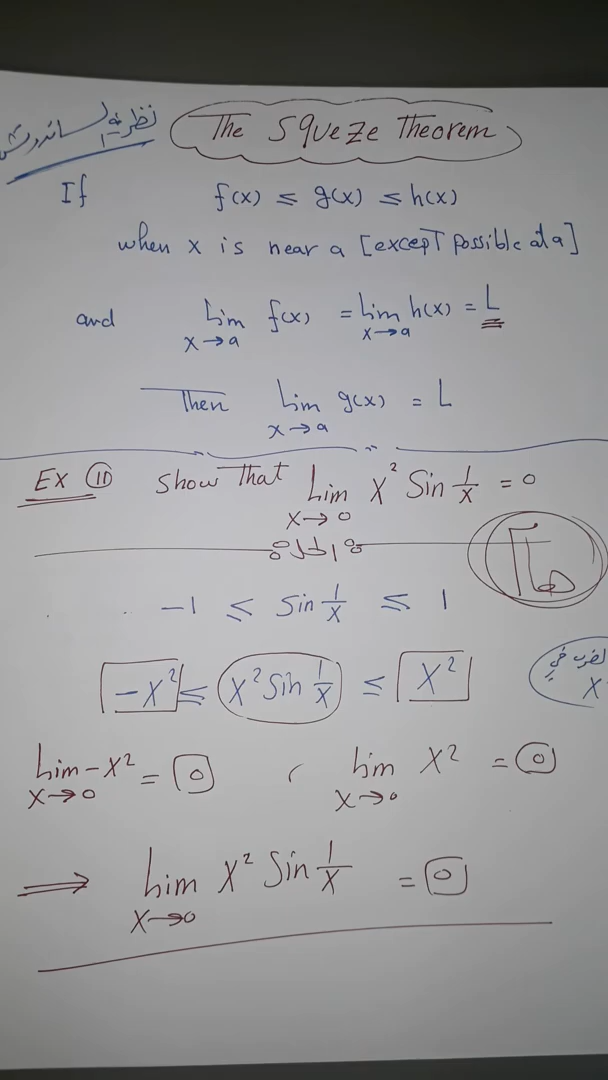 نظرية الساندوتش
The Squeze Theorem
If f(x) ≤ g(x) ≤ h(x)
when x is near a [except possible at a]
and Lim x→a f(x) = Lim x→a h(x) = L
Then Lim x→a g(x) = L
Ex 11 Show that Lim x→0 x² Sin 1/x = 0
الحل
-1 ≤ Sin 1/x ≤ 1
-x² ≤ x² Sin 1/x ≤ x²
لضرب في
x
Lim x→0 -x² = 0 , Lim x→0 x² = 0
⟹ Lim x→0 x² Sin 1/x = 0